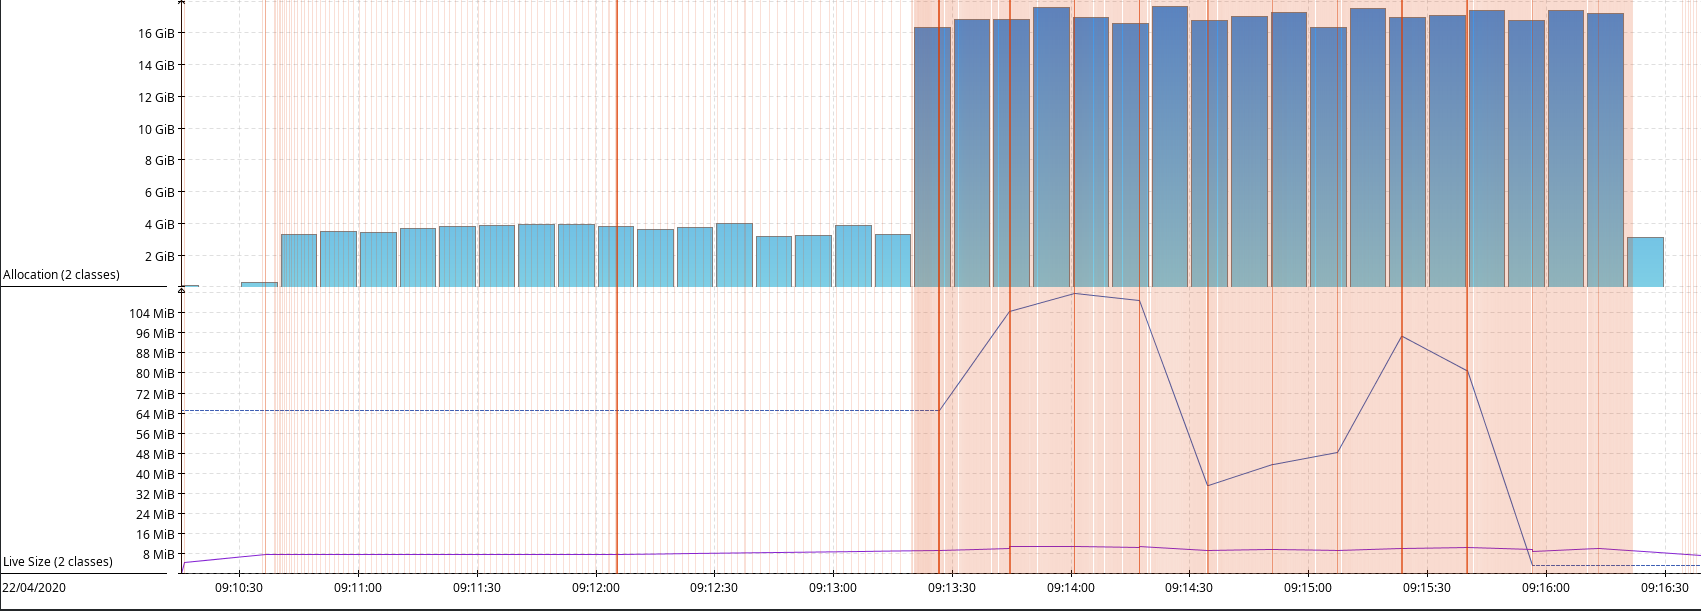 16 GiB
14 GiB
12 GiB
10 GiB
8 GiB
6 GiB
4 GiB
2 GiB
Allocation (2 classes)
104 MiB
96 MiB
88 MiB
80 MiB
72 MiB
64 MiB
56 MiB
48 MiB
40 MiB
32 MiB
24 MiB
16 MiB
8 MiB
Live Size (2 classes)
22/04/2020 09:10:30 09:11:00 09:11:30 09:12:00 09:12:30 09:13:00 09:13:30 09:14:00 09:14:30 09:15:00 09:15:30 09:16:00 09:16:30